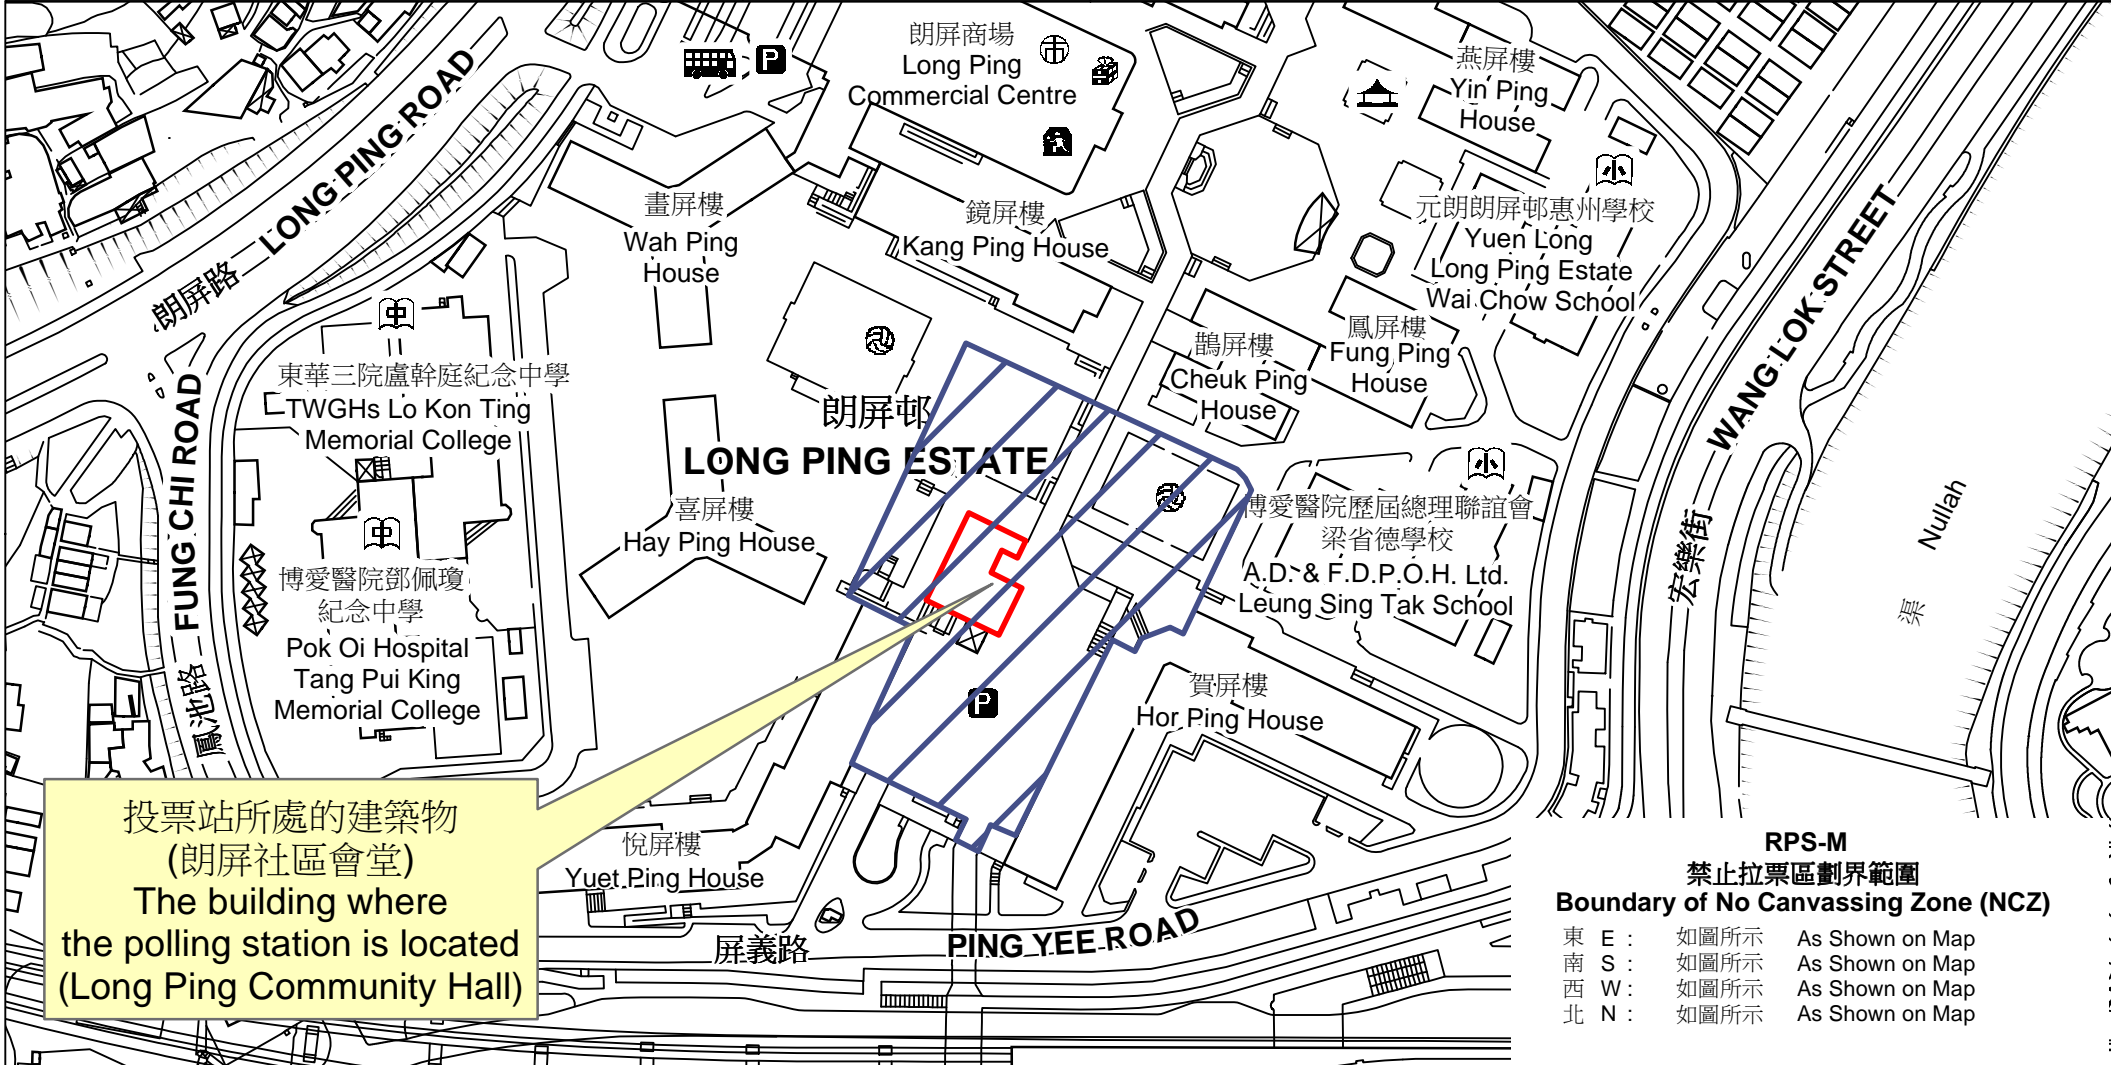 朗屏商場
Long Ping
Commercial Centre
市
P
燕屏樓
Yin Ping
House
LONG PING ROAD
朗屏路
畫屏樓
Wah Ping
House
鏡屏樓
Kang Ping House
小
元朗朗屏邨惠州學校
Yuen Long
Long Ping Estate
Wai Chow School
中
東華三院盧幹庭紀念中學
TWGHs Lo Kon Ting
Memorial College
鵲屏樓
Cheuk Ping
House
鳳屏樓
Fung Ping
House
WANG LOK STREET
宏樂街
朗屏邨
LONG PING ESTATE
FUNG CHI ROAD
鳳池路
喜屏樓
Hay Ping House
小
博愛醫院歷屆總理聯誼會
梁省德學校
A.D. & F.D.P.O.H. Ltd.
Leung Sing Tak School
Nullah
渠
中
博愛醫院鄧佩瓊
紀念中學
Pok Oi Hospital
Tang Pui King
Memorial College
P
賀屏樓
Hor Ping House
投票站所處的建築物
(朗屏社區會堂)
The building where
the polling station is located
(Long Ping Community Hall)
悅屏樓
Yuet Ping House
屏義路
PING YEE ROAD
RPS-M
禁止拉票區劃界範圍
Boundary of No Canvassing Zone (NCZ)
東 E : 如圖所示 As Shown on Map
南 S : 如圖所示 As Shown on Map
西 W : 如圖所示 As Shown on Map
北 N : 如圖所示 As Shown on Map